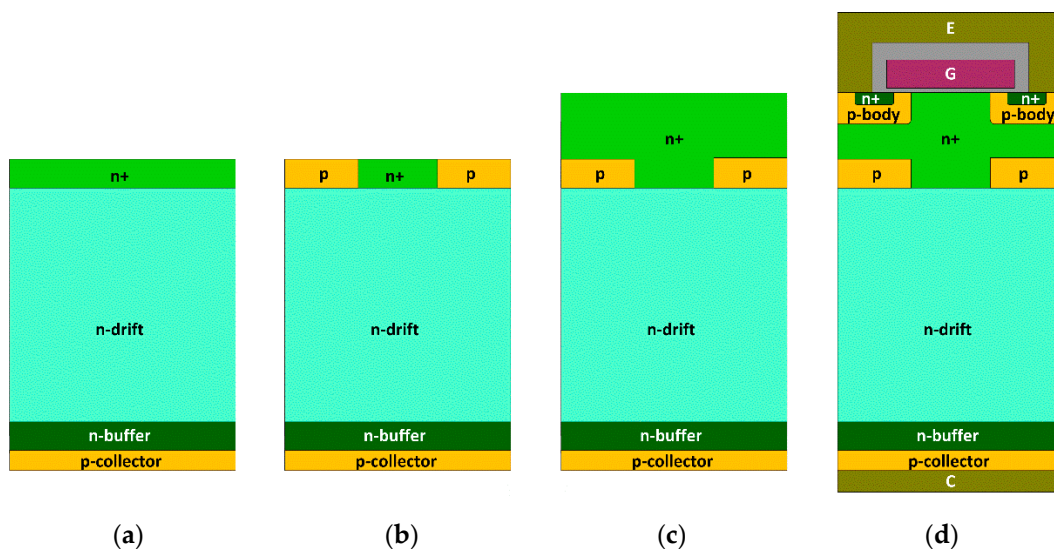 n+
n-drift
n-buffer
p-collector
(a)
p n+ p
n-drift
n-buffer
p-collector
(b)
n+
p p
n-drift
n-buffer
p-collector
(c)
E
G
n+ n+
p-body p-body
n+
p p
n-drift
n-buffer
p-collector
C
(d)